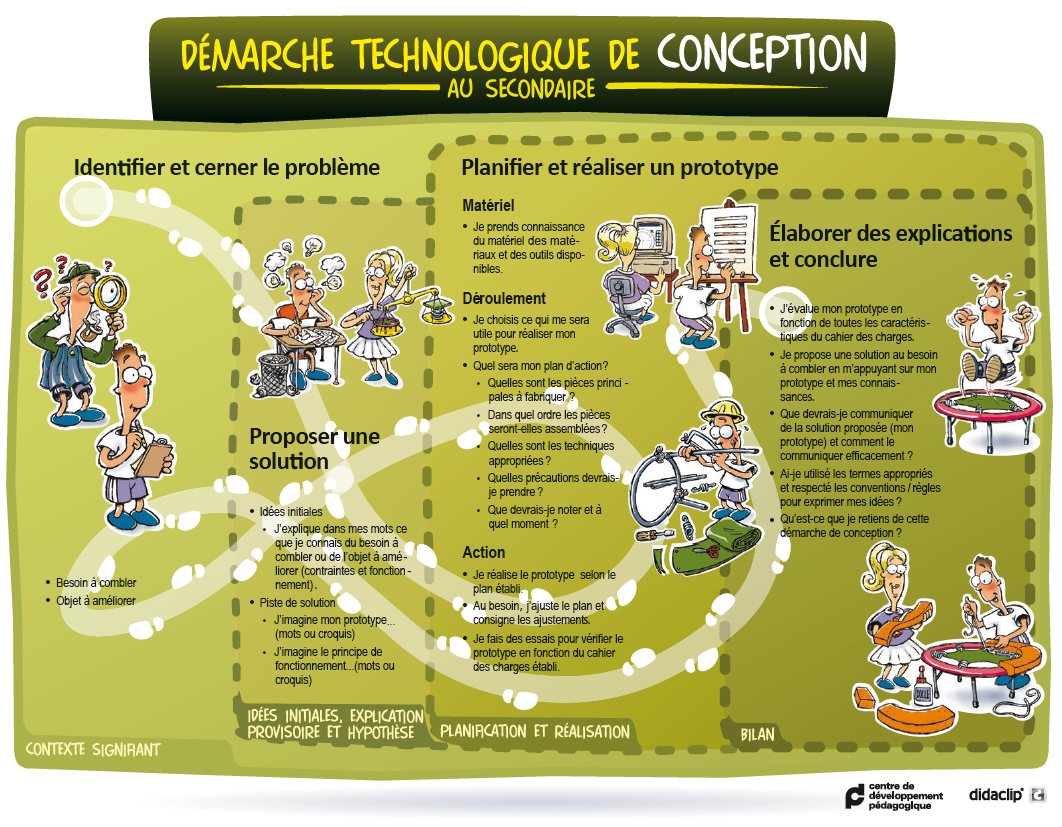 DÉMARCHE TECHNOLOGIQUE DE CONCEPTION
AU SECONDAIRE
Identifier et cerner le problème
? ? ?
• Besoin à combler
• Objet à améliorer
CONTEXTE SIGNIFIANT
Proposer une
solution
• Idées initiales
• J'explique dans mes mots ce
que je connais du besoin à
combler ou de l'objet à amé-
liorer (contraintes et fonction -
nement).
• Piste de solution
• J'imagine mon prototype...
(mots ou croquis)
• J'imagine le principe de
fonctionnement...(mots ou
croquis)
IDÉES INITIALES, EXPLICATION
PROVISOIRE ET HYPOTHÈSE
Planifier et réaliser un prototype
Matériel
• Je prends connaissance
du matériel des maté-
riaux et des outils dispo-
nibles.
Déroulement
• Je choisis ce qui me sera
utile pour réaliser mon
prototype.
• Quel sera mon plan d'action?
• Quelles sont les pièces princi -
pales à fabriquer ?
• Dans quel ordre les pièces
seront-elles assemblées ?
• Quelles sont les techniques
appropriées ?
• Quelles précautions devrais-
je prendre ?
• Que devrais-je noter et à
quel moment ?
Action
• Je réalise le prototype selon le
plan établi.
• Au besoin, j'ajuste le plan et
consigne les ajustements.
• Je fais des essais pour vérifier le
prototype en fonction du cahier
des charges établi.
PLANIFICATION ET RÉALISATION
Élaborer des explications
et conclure
• J'évalue mon prototype en
fonction de toutes les caractéris-
tiques du cahier des charges.
• Je propose une solution au besoin
à combler en m'appuyant sur mon
prototype et mes connais-
sances.
• Que devrais-je communiquer
de la solution proposée (mon
prototype) et comment le
communiquer efficacement ?
• Ai-je utilisé les termes appropriés
et respecté les conventions / règles
pour exprimer mes idées ?
• Qu'est-ce que je retiens de cette
démarche de conception ?
COLLE
BILAN
centre de
développement
pédagogique
didaclip